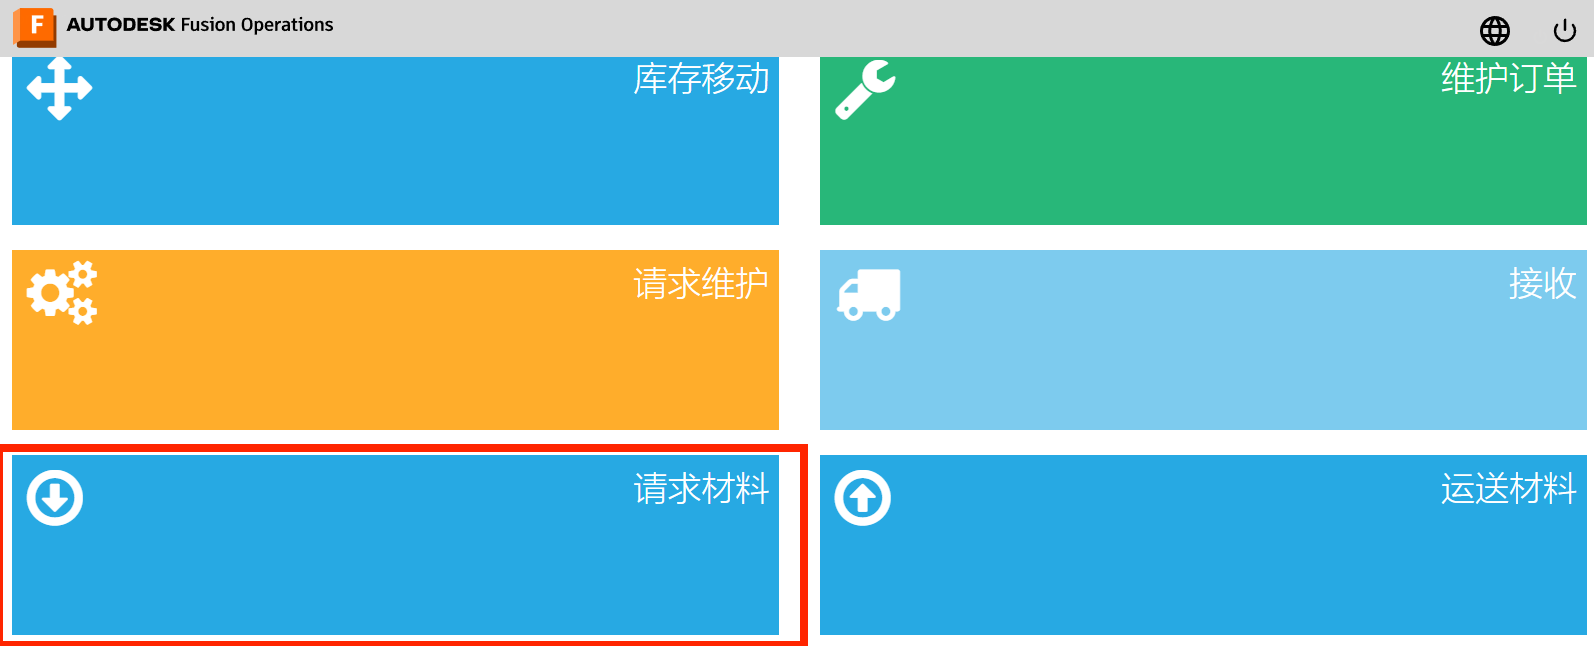 F AUTODESK Fusion Operations
库存移动
维护订单
请求维护
接收
请求材料
运送材料